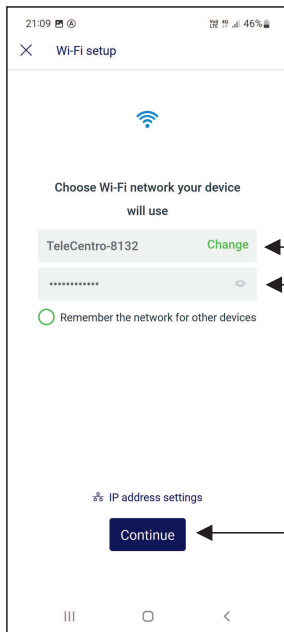 21:09 46%
Wi-Fi setup
Choose Wi-Fi network your device
will use
TeleCentro-8132 Change
••••••••••••
Remember the network for other devices
IP address settings
Continue